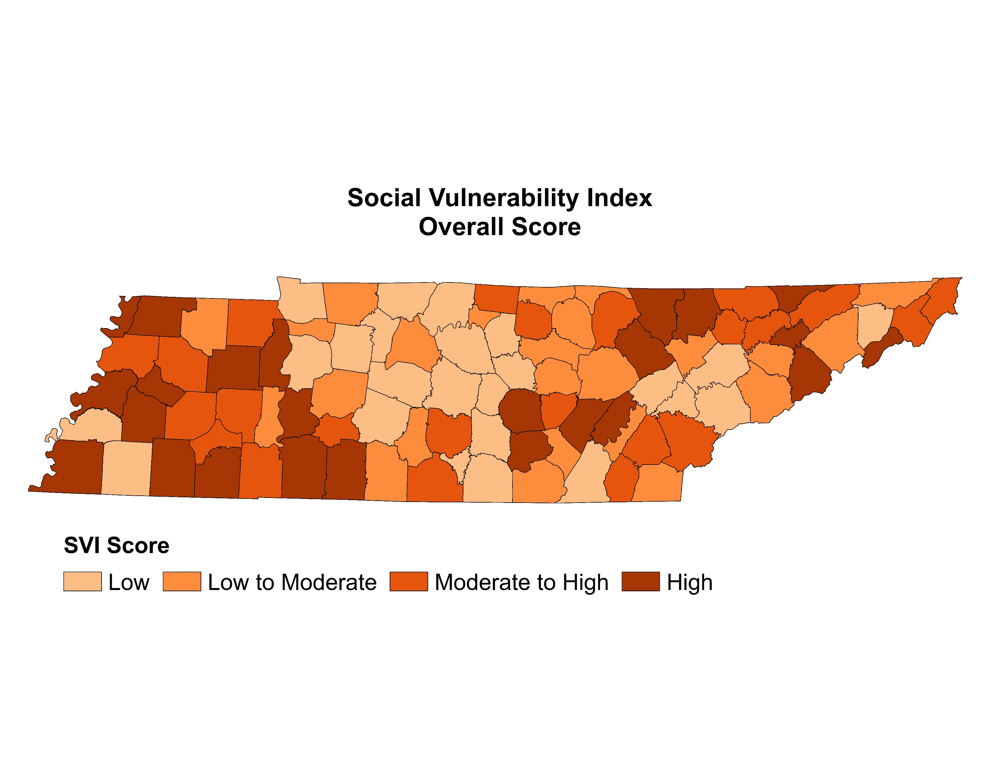 Social Vulnerability Index
Overall Score
SVI Score
Low Low to Moderate Moderate to High High